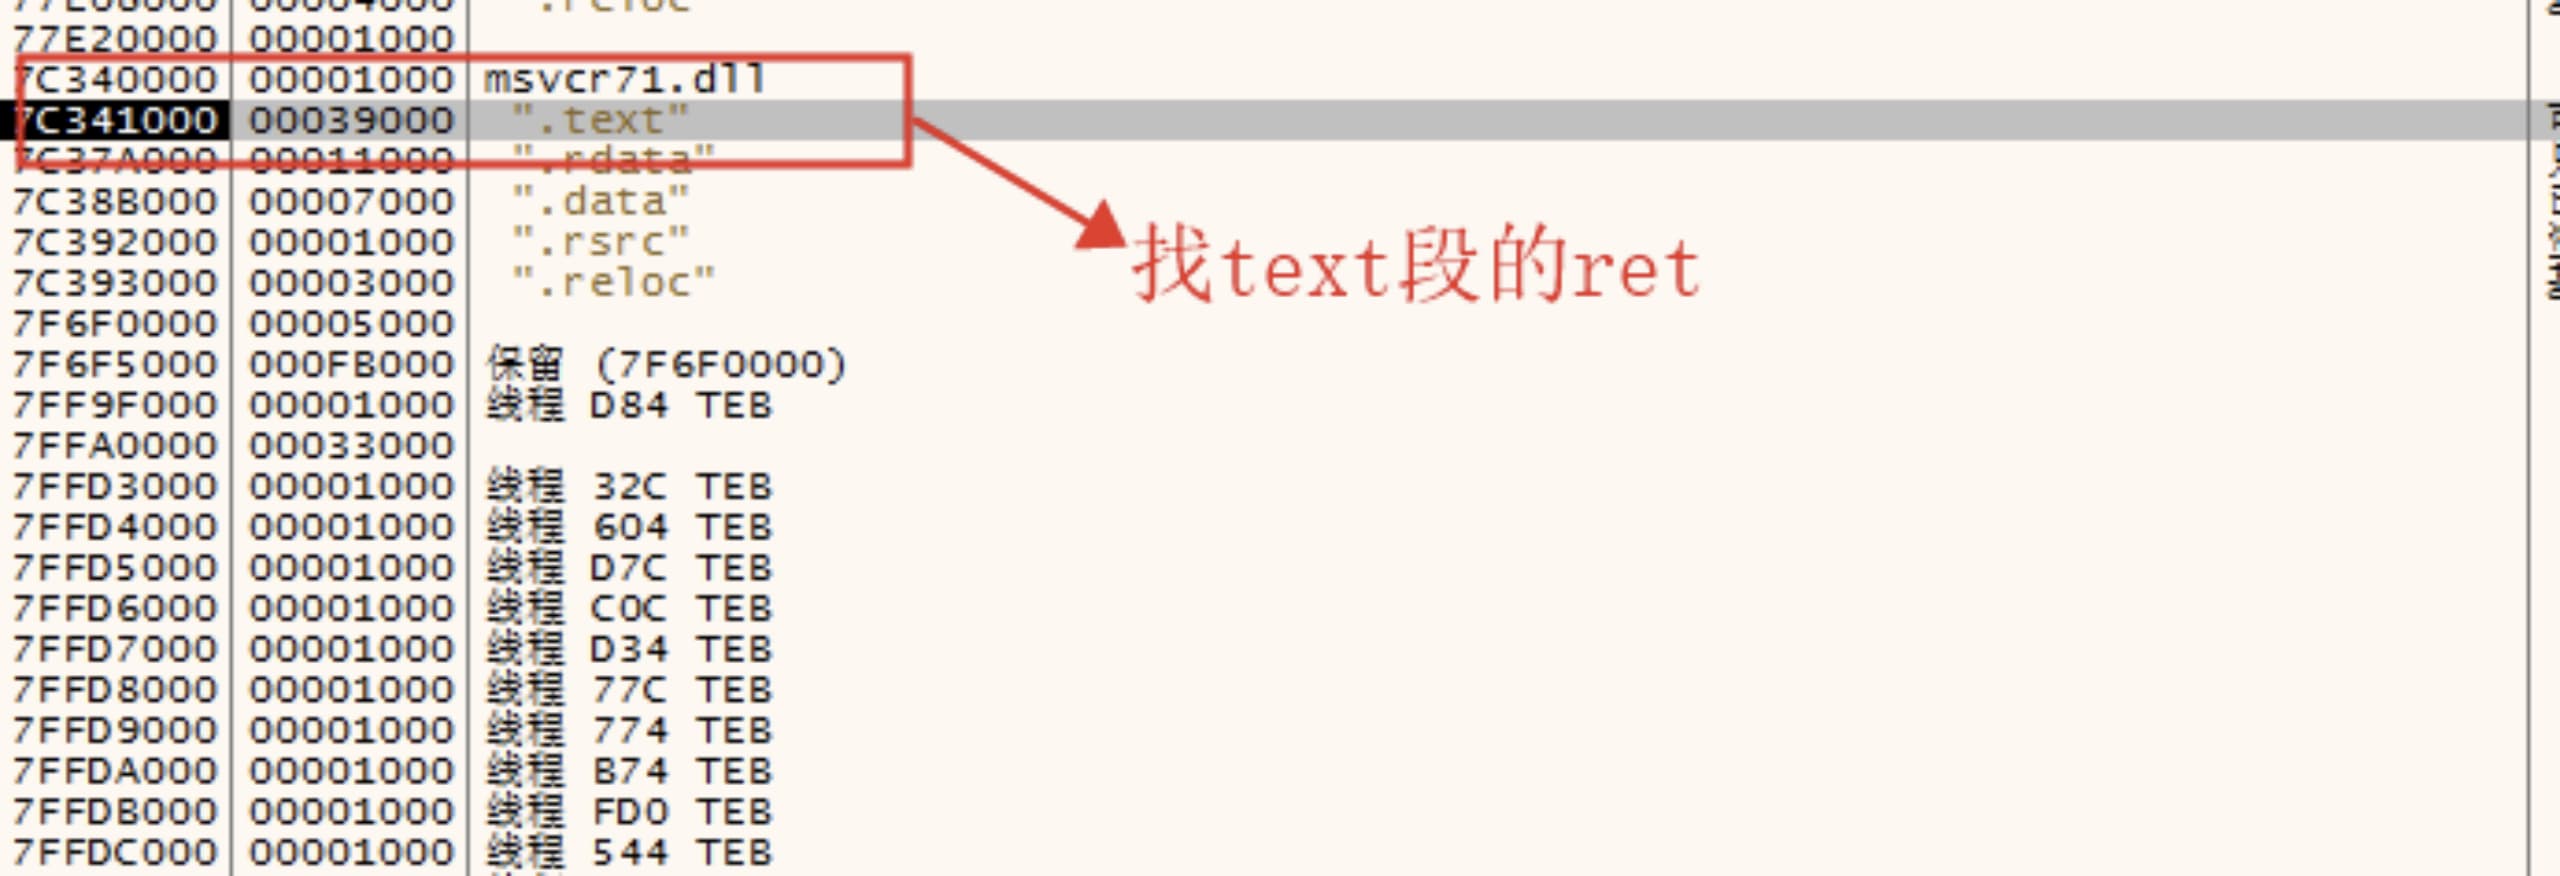 77E20000 00001000
7C340000 00001000 msvcr71.dll
7C341000 00039000 ".text"
7C37A000 00011000 ".rdata"
7C38B000 00007000 ".data"
7C392000 00001000 ".rsrc"
找text段的ret
7C393000 00003000 ".reloc"
7F6F0000 00005000
7F6F5000 000FB000 保留 (7F6F0000)
7FF9F000 00001000 线程 D84 TEB
7FFA0000 00033000
7FFD3000 00001000 线程 32C TEB
7FFD4000 00001000 线程 604 TEB
7FFD5000 00001000 线程 D7C TEB
7FFD6000 00001000 线程 C0C TEB
7FFD7000 00001000 线程 D34 TEB
7FFD8000 00001000 线程 77C TEB
7FFD9000 00001000 线程 774 TEB
7FFDA000 00001000 线程 B74 TEB
7FFDB000 00001000 线程 FD0 TEB
7FFDC000 00001000 线程 544 TEB